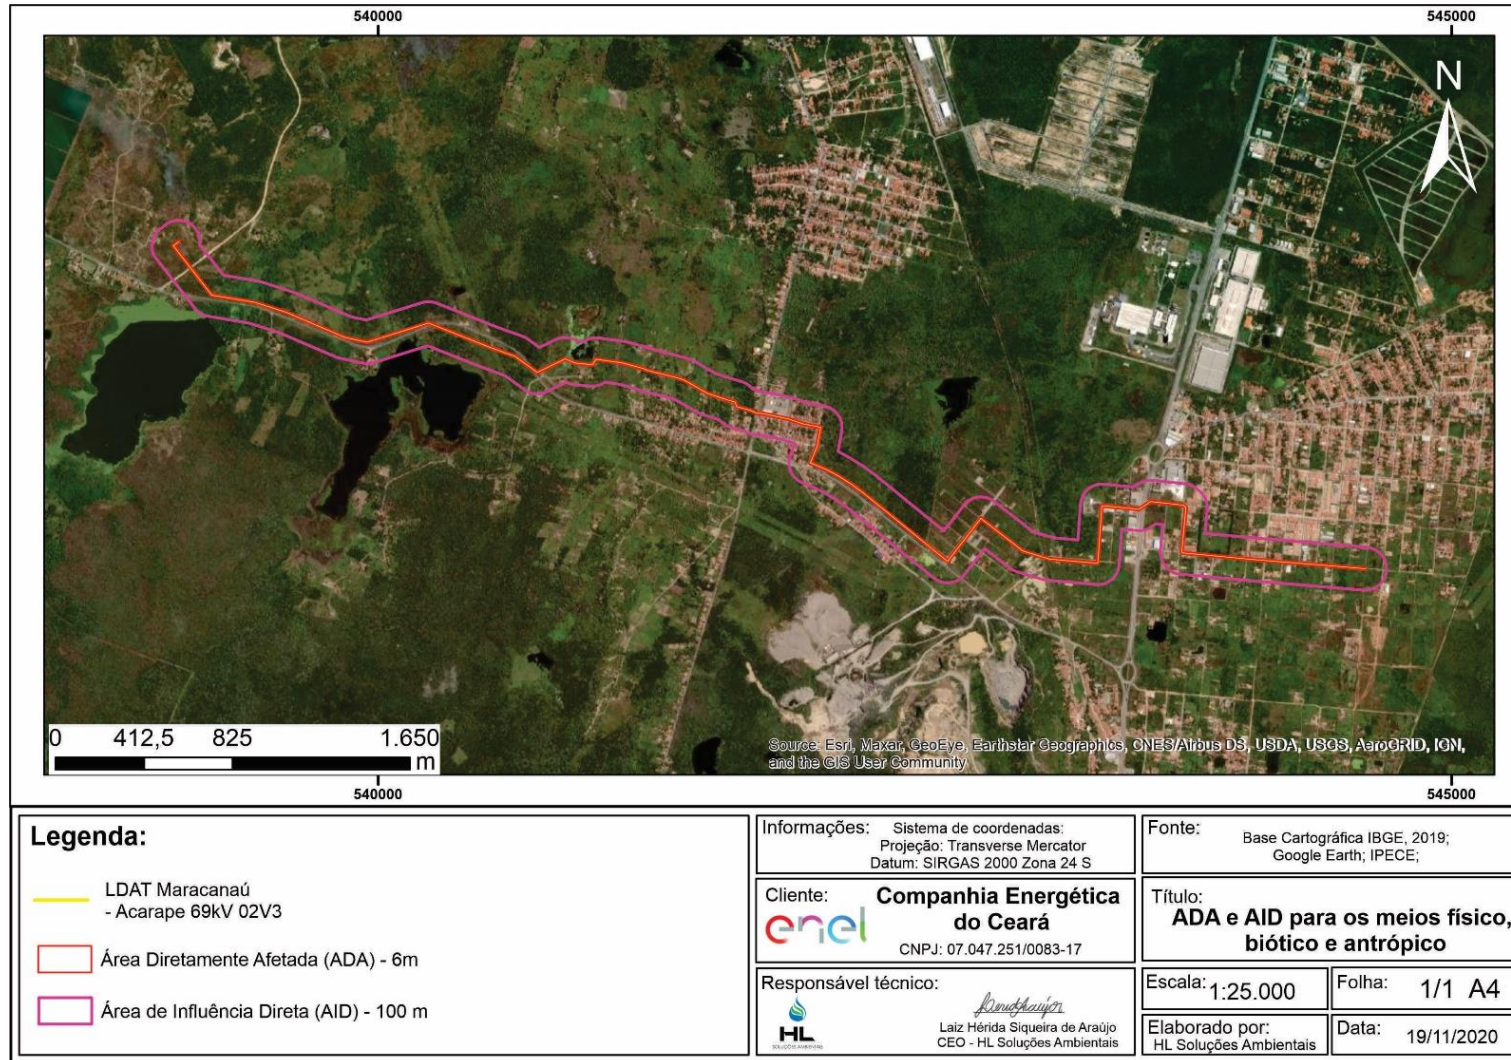 540000
545000
N
0 412,5 825 1.650
m
Source: Esri, Maxar, GeoEye, Earthstar Geographics, CNES/Airbus DS, USDA, USGS, AeroGRID, IGN,
and the GIS User Community
540000
545000
Legenda:
LDAT Maracanaú
- Acarape 69kV 02V3
Área Diretamente Afetada (ADA) - 6m
Área de Influência Direta (AID) - 100 m
Informações: Sistema de coordenadas:
Projeção: Transverse Mercator
Datum: SIRGAS 2000 Zona 24 S
Fonte: Base Cartográfica IBGE, 2019;
Google Earth; IPECE;
Cliente:
enel
Companhia Energética
do Ceará
CNPJ: 07.047.251/0083-17
Título:
ADA e AID para os meios físico,
biótico e antrópico
Responsável técnico:
HL
SOLUÇÕES AMBIENTAIS
Laiz Hérida Siqueira de Araújo
CEO - HL Soluções Ambientais
Escala: 1:25.000
Folha: 1/1 A4
Elaborado por:
HL Soluções Ambientais
Data: 19/11/2020